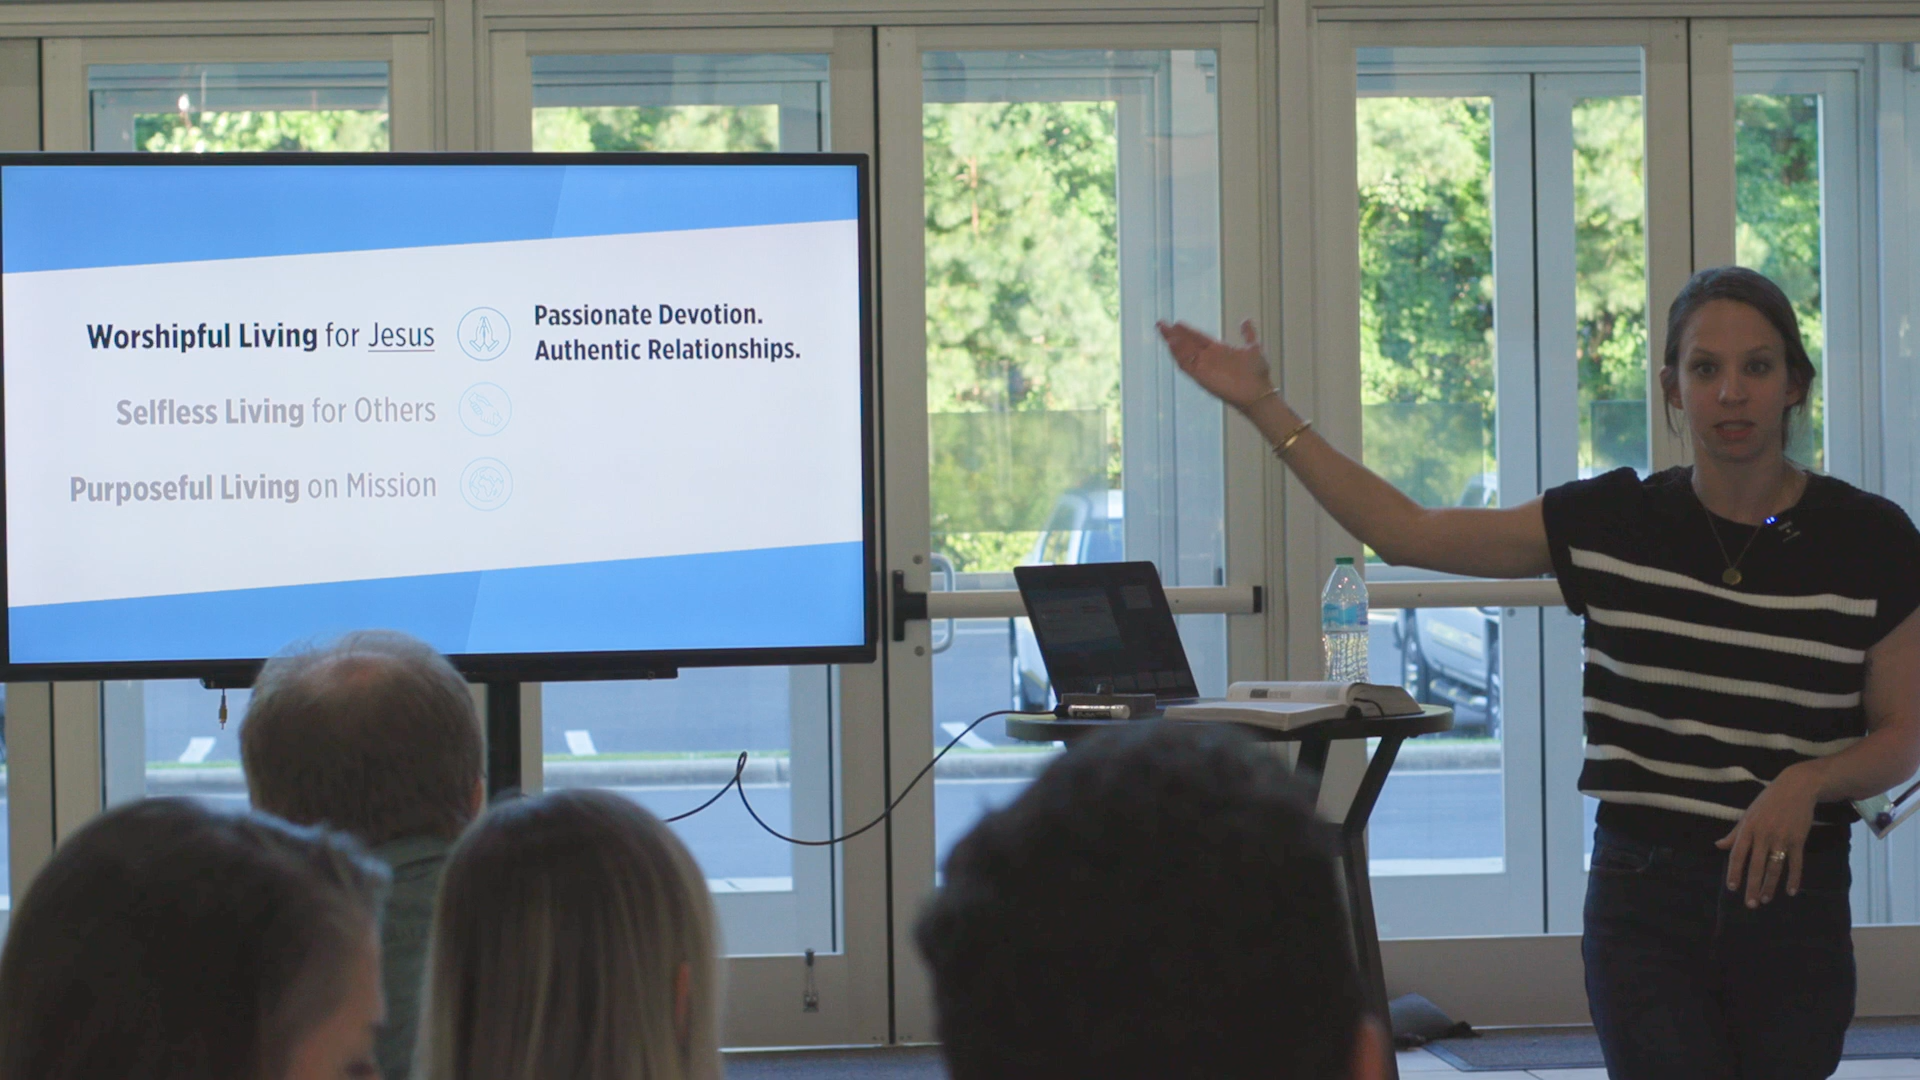 Worshipful Living for Jesus
Passionate Devotion.
Authentic Relationships.
Selfless Living for Others
Purposeful Living on Mission